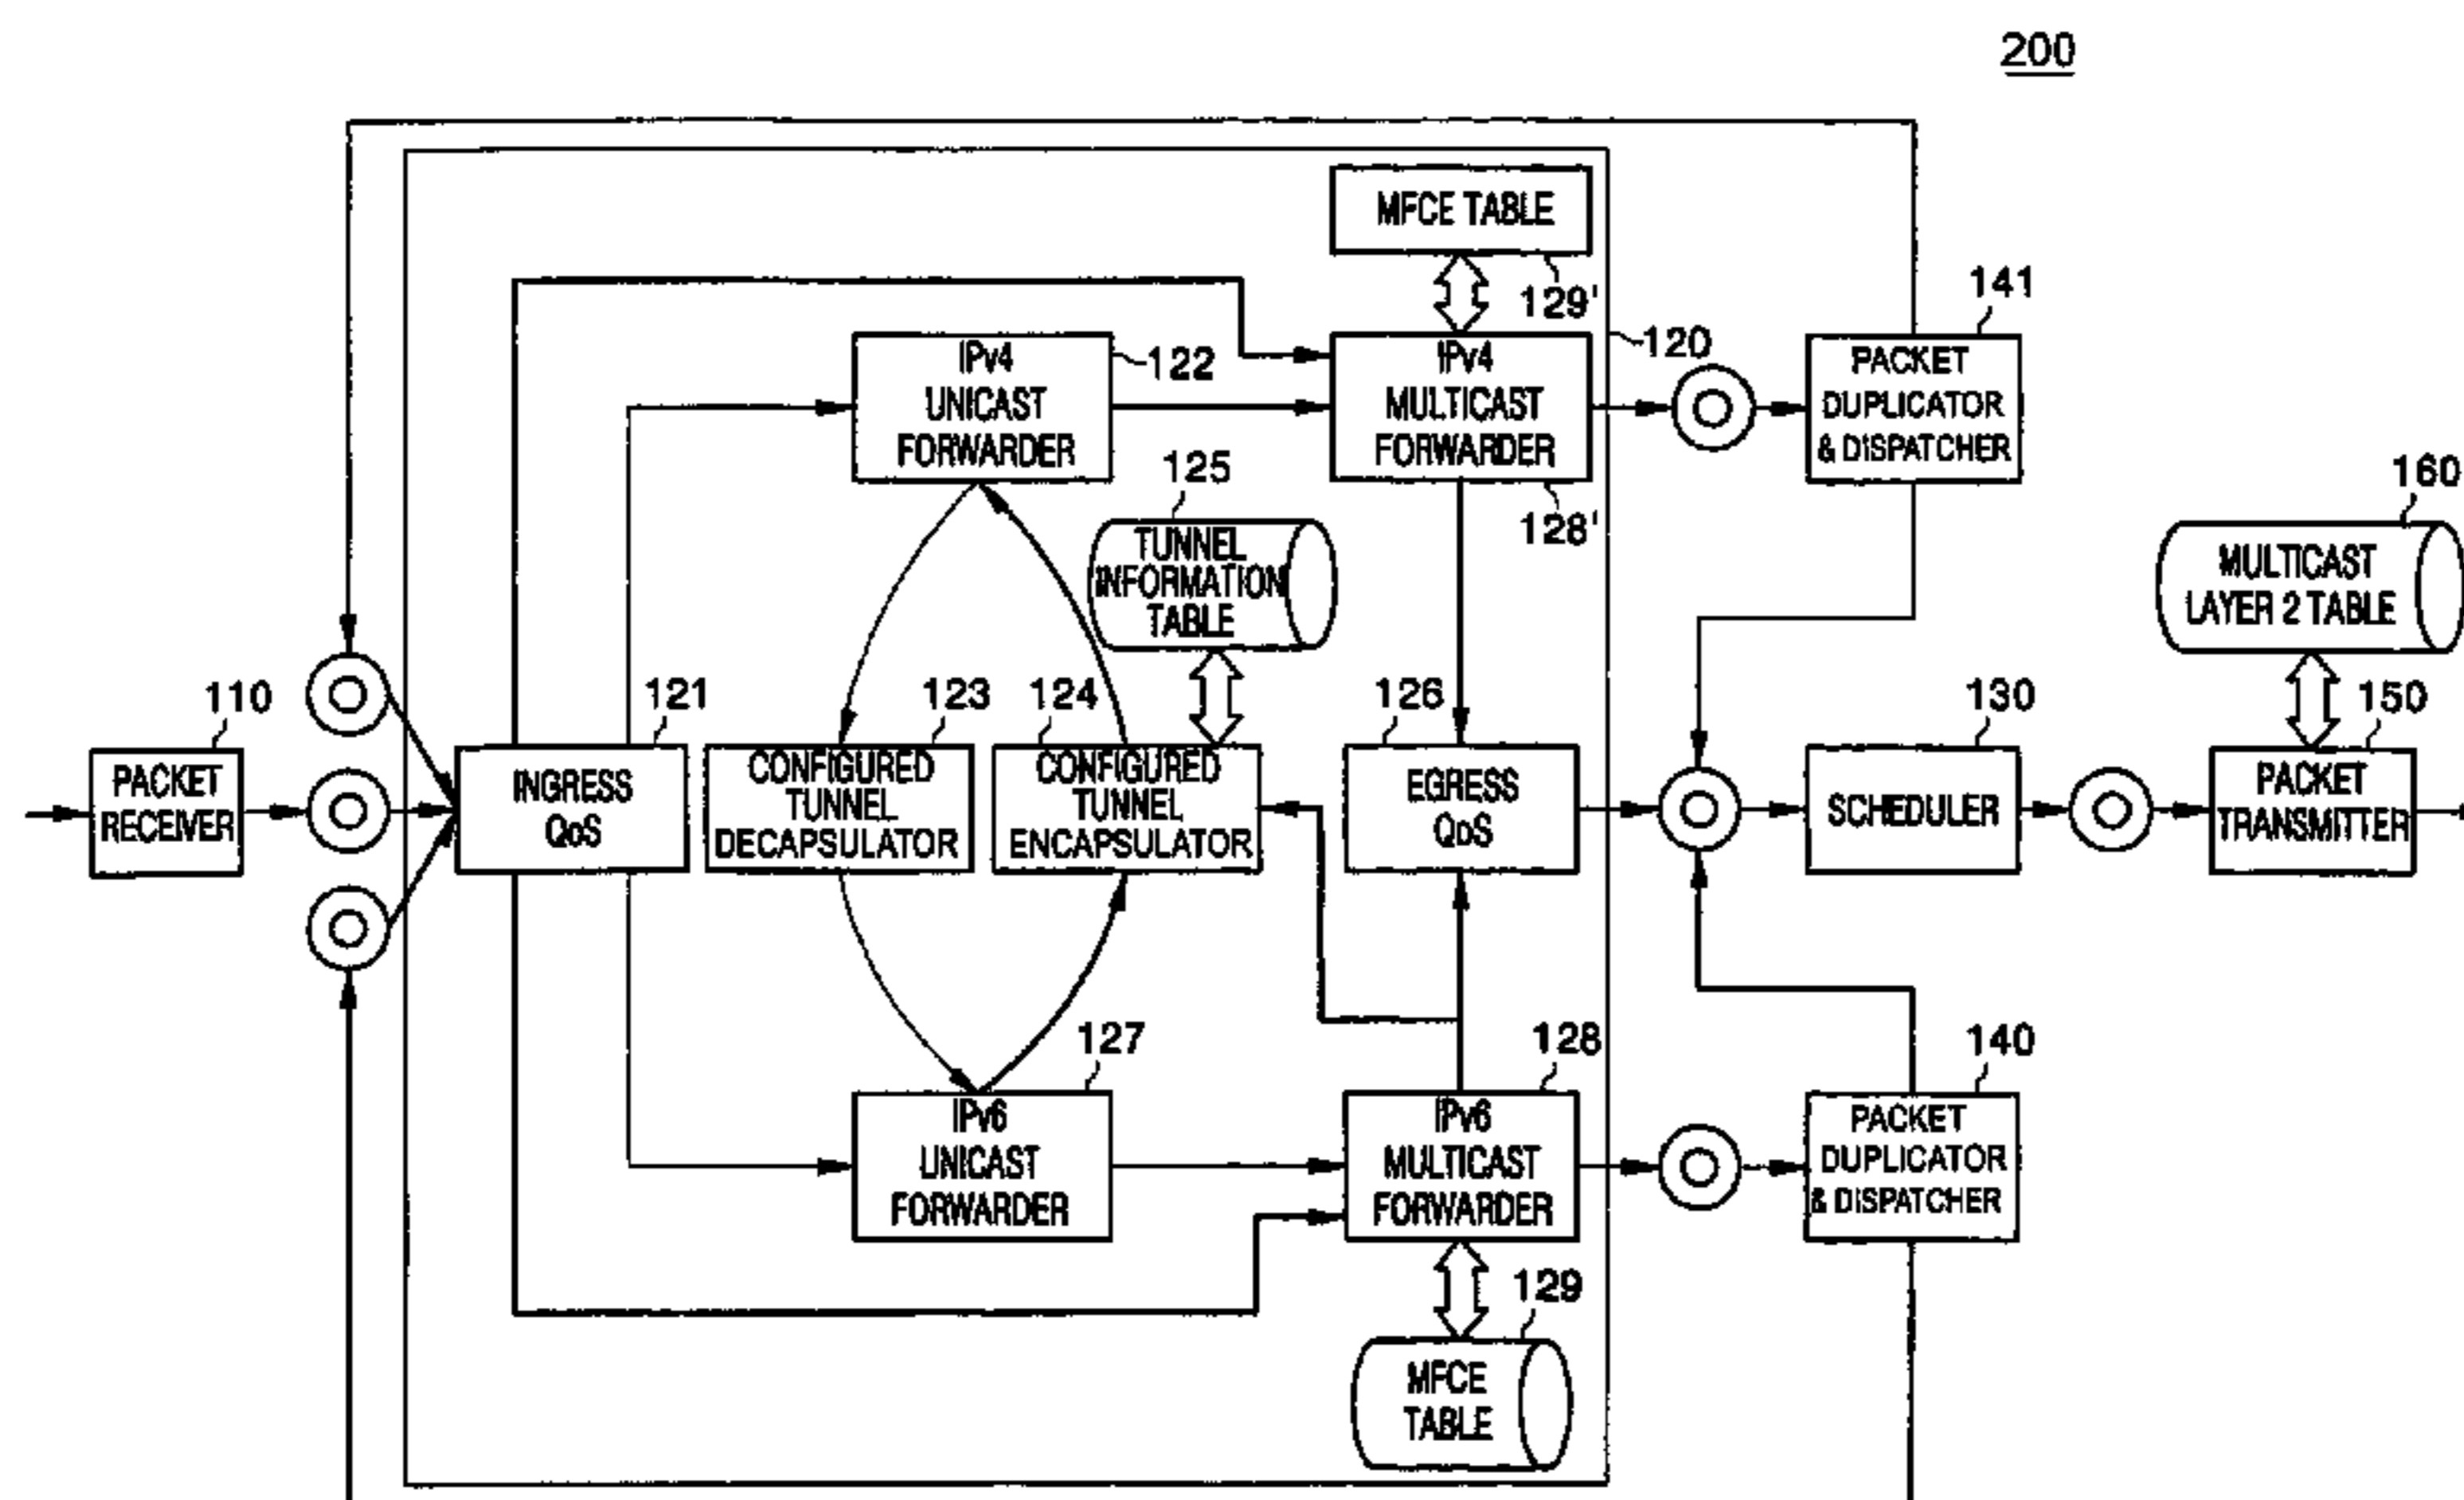 200
MFCE TABLE
129'
141
IPv4
UNICAST
FORWARDER
122
IPv4
MULTICAST
FORWARDER
128'
120
PACKET
DUPLICATOR
& DISPATCHER
125
TUNNEL
INFORMATION
TABLE
160
MULTICAST
LAYER 2 TABLE
110
PACKET
RECEIVER
121
INGRESS
QoS
123
CONFIGURED
TUNNEL
DECAPSULATOR
124
CONFIGURED
TUNNEL
ENCAPSULATOR
126
EGRESS
QoS
130
SCHEDULER
150
PACKET
TRANSMITTER
127
IPv6
UNICAST
FORWARDER
128
IPv6
MULTICAST
FORWARDER
140
PACKET
DUPLICATOR
& DISPATCHER
129
MFCE
TABLE